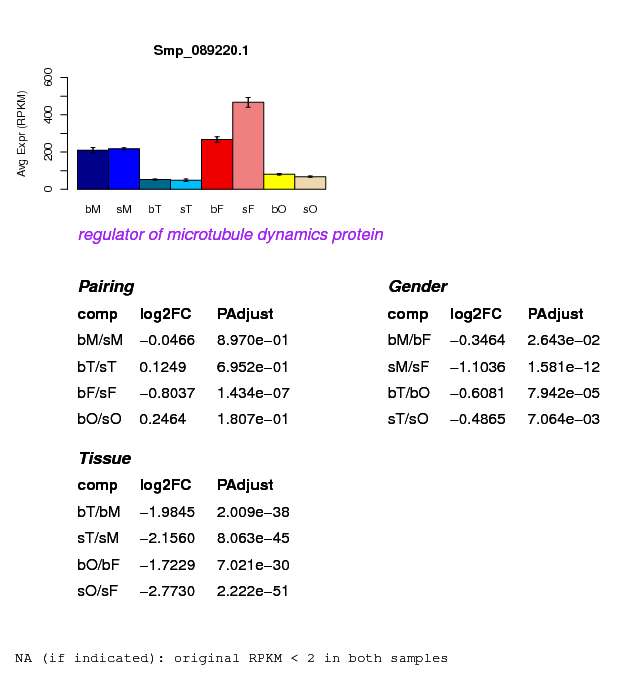 Smp_089220.1
Avg Expr (RPKM)
600
400
200
0
bM sM bT sT bF sF bO sO
regulator of microtubule dynamics protein
Pairing
comp log2FC PAdjust
bM/sM −0.0466 8.970e−01
bT/sT 0.1249 6.952e−01
bF/sF −0.8037 1.434e−07
bO/sO 0.2464 1.807e−01
Gender
comp log2FC PAdjust
bM/bF −0.3464 2.643e−02
sM/sF −1.1036 1.581e−12
bT/bO −0.6081 7.942e−05
sT/sO −0.4865 7.064e−03
Tissue
comp log2FC PAdjust
bT/bM −1.9845 2.009e−38
sT/sM −2.1560 8.063e−45
bO/bF −1.7229 7.021e−30
sO/sF −2.7730 2.222e−51
NA (if indicated): original RPKM < 2 in both samples